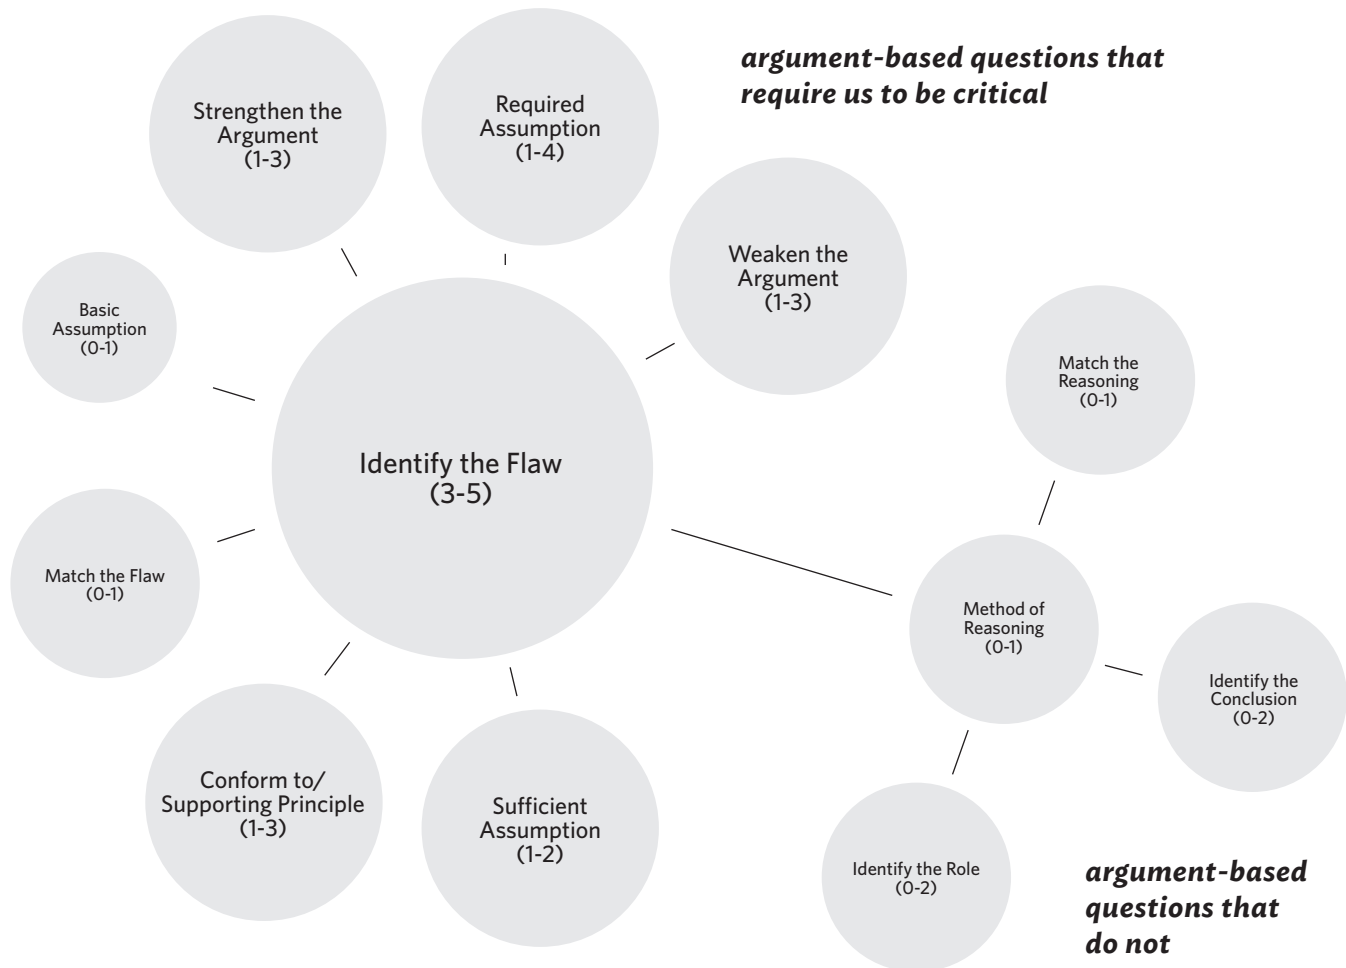 argument-based questions that
require us to be critical
Strengthen the
Argument
(1-3)
Required
Assumption
(1-4)
Weaken the
Argument
(1-3)
Basic
Assumption
(0-1)
Identify the Flaw
(3-5)
Match the
Reasoning
(0-1)
Match the Flaw
(0-1)
Method of
Reasoning
(0-1)
Identify the
Conclusion
(0-2)
Conform to/
Supporting Principle
(1-3)
Sufficient
Assumption
(1-2)
Identify the Role
(0-2)
argument-based
questions that
do not